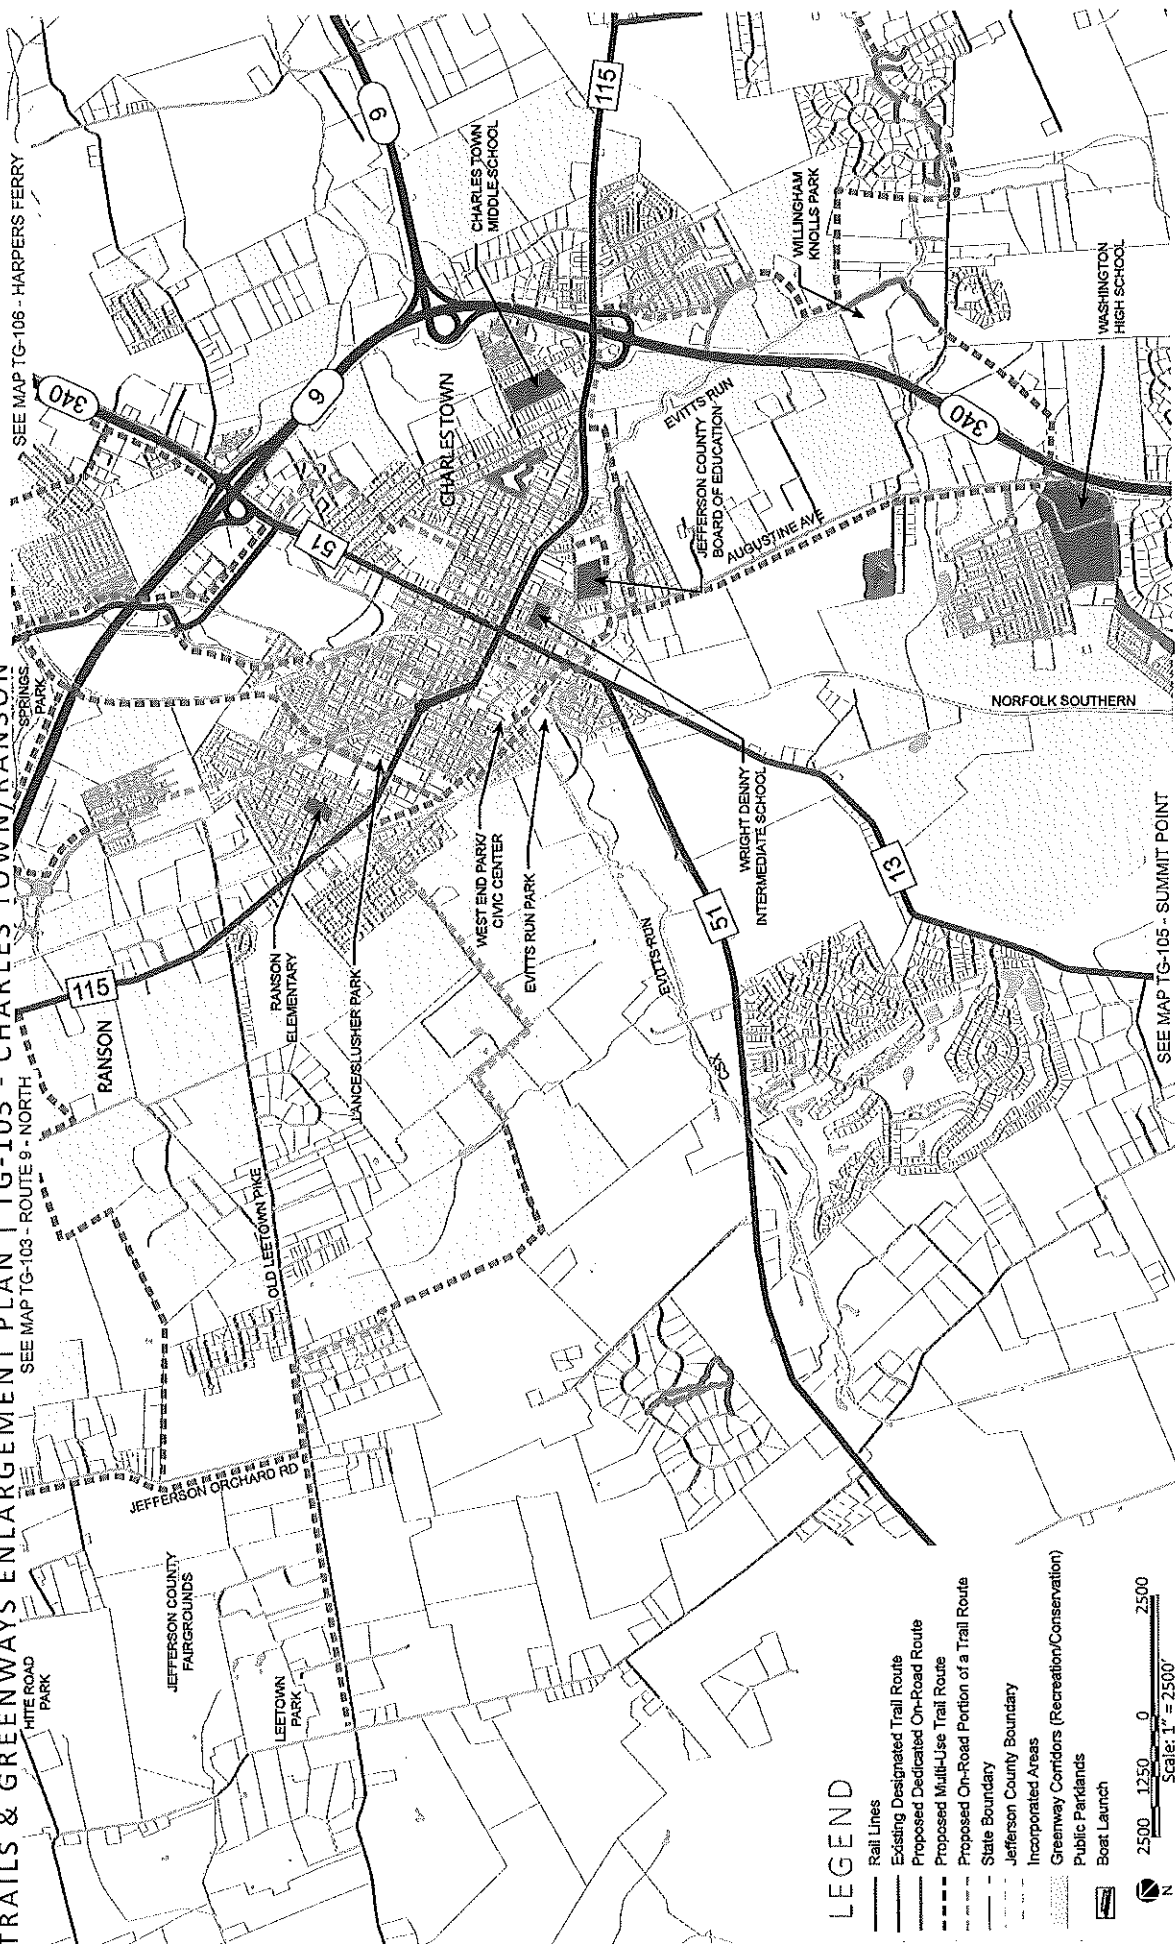 TRAILS & GREENWAYS ENLARGEMENT PLAN | TG-105 - CHARLES TOWN/RANSON
SEE MAP TG-103 - ROUTE 9 - NORTH
SEE MAP TG-106 - HARPERS FERRY
HITE ROAD
PARK
JEFFERSON COUNTY
FAIRGROUNDS
LEETOWN
PARK
JEFFERSON ORCHARD RD
OLD LEETOWN PIKE
RANSON
115
RANSON
ELEMENTARY
LANCE/SLUSHER PARK
SPRINGS
PARK
340
9
9
51
CHARLES TOWN
CHARLES TOWN
MIDDLE SCHOOL
115
WEST END PARK/
CIVIC CENTER
EVITTS RUN PARK
EVITTS RUN
CSX
51
WRIGHT DENNY
INTERMEDIATE SCHOOL
13
JEFFERSON COUNTY
BOARD OF EDUCATION
AUGUSTINE AVE
EVITTS RUN
WILLINGHAM
KNOLLS PARK
340
NORFOLK SOUTHERN
WASHINGTON
HIGH SCHOOL
SEE MAP TG-105 - SUMMIT POINT
LEGEND
Rail Lines
Existing Designated Trail Route
Proposed Dedicated On-Road Route
Proposed Multi-Use Trail Route
Proposed On-Road Portion of a Trail Route
State Boundary
Jefferson County Boundary
Incorporated Areas
Greenway Corridors (Recreation/Conservation)
Public Parklands
Boat Launch
N
2500 1250 0 2500
Scale: 1" = 2500'